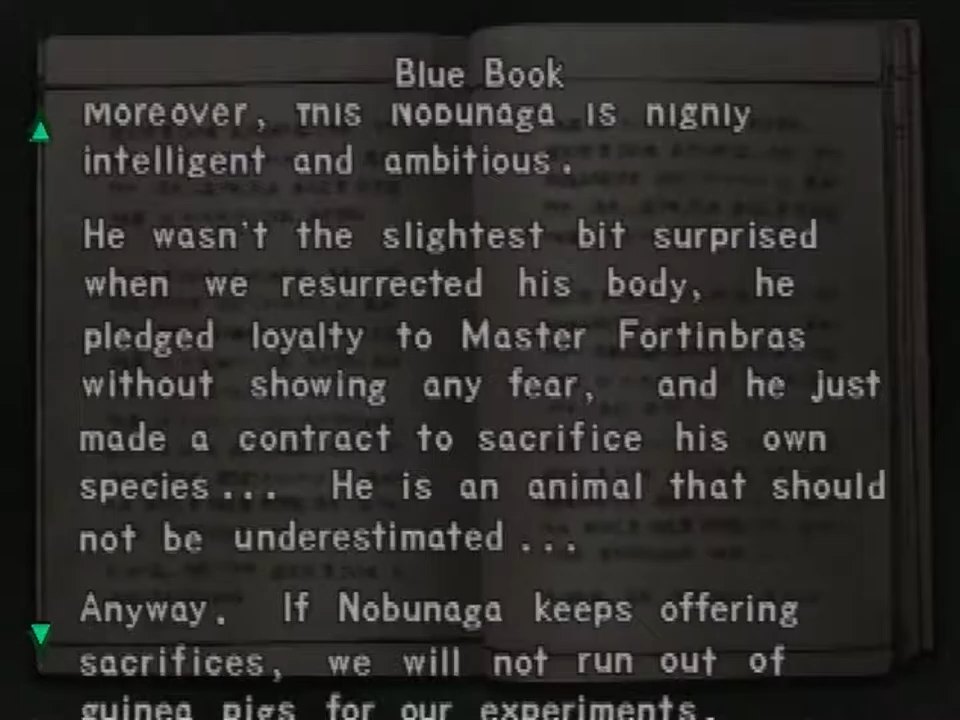 Blue Book
Moreover, this Nobunaga is highly
intelligent and ambitious.
He wasn't the slightest bit surprised
when we resurrected his body, he
pledged loyalty to Master Fortinbras
without showing any fear, and he just
made a contract to sacrifice his own
species... He is an animal that should
not be underestimated...
Anyway. If Nobunaga keeps offering
sacrifices, we will not run out of
guinea pigs for our experiments.